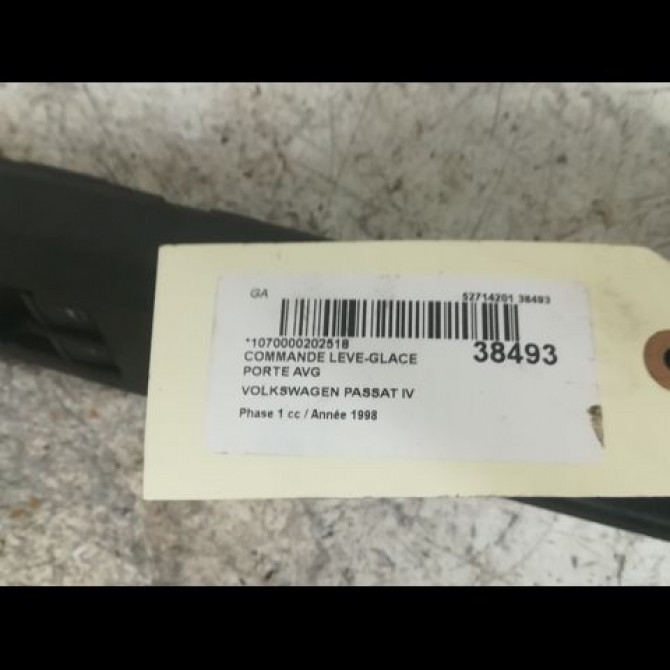 GA
52714201 38493
*1070000202518
COMMANDE LEVE-GLACE
38493
PORTE AVG
VOLKSWAGEN PASSAT IV
Phase 1 cc / Année 1998